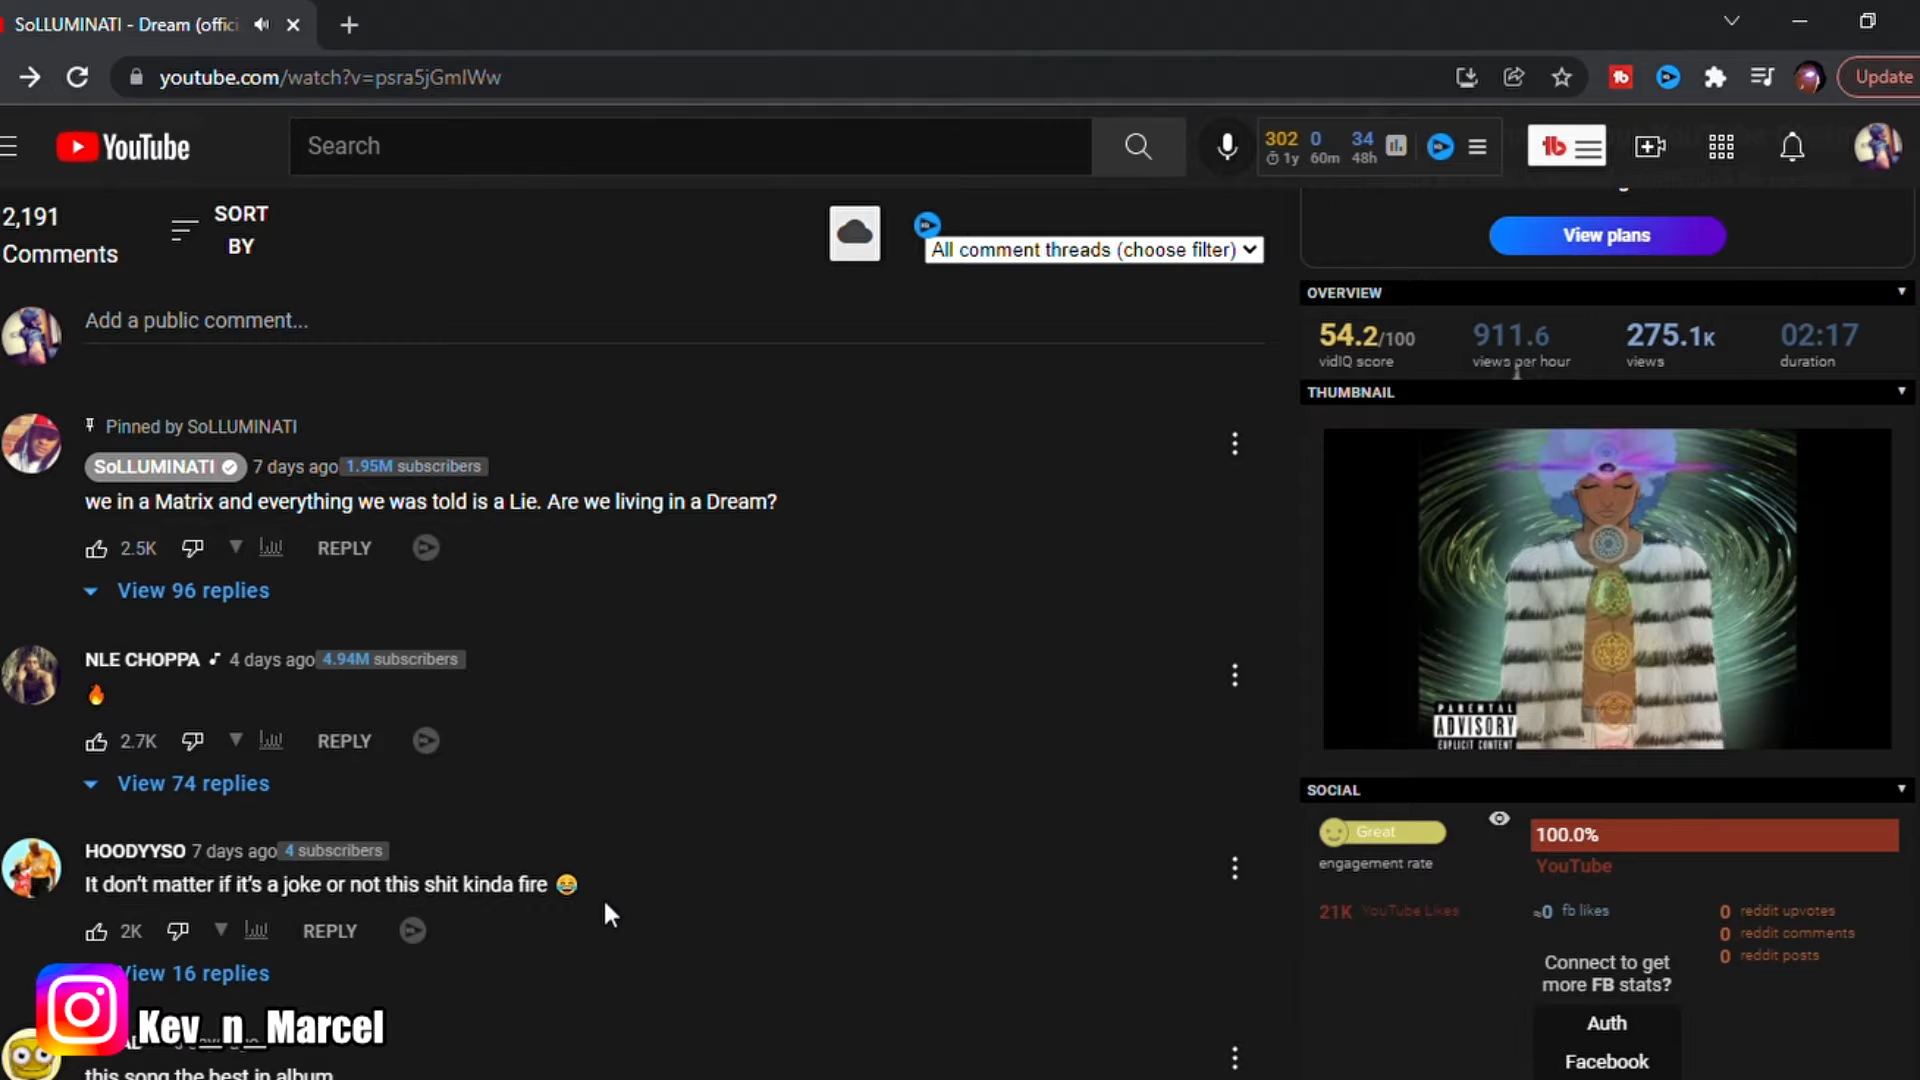 SoLLUMINATI - Dream (offici
youtube.com/watch?v=psra5jGmIWw
Update
YouTube
Search
302 0 34
1y 60m 48h
2,191
Comments
SORT
BY
All comment threads (choose filter)
View plans
Add a public comment...
Pinned by SoLLUMINATI
SoLLUMINATI 7 days ago 1.95M subscribers
we in a Matrix and everything we was told is a Lie. Are we living in a Dream?
2.5K REPLY
View 96 replies
NLE CHOPPA 4 days ago 4.94M subscribers
🔥
2.7K REPLY
View 74 replies
HOODYYSO 7 days ago 4 subscribers
It don't matter if it's a joke or not this shit kinda fire 😂
2K REPLY
View 16 replies
Kev_n_Marcel
this song the best in album
OVERVIEW
54.2/100 911.6 275.1K 02:17
vidIQ score views per hour views duration
THUMBNAIL
PARENTAL
ADVISORY
EXPLICIT CONTENT
SOCIAL
Great
engagement rate
100.0%
YouTube
21K YouTube Likes
≈0 fb likes
0 reddit upvotes
0 reddit comments
0 reddit posts
Connect to get
more FB stats?
Auth
Facebook